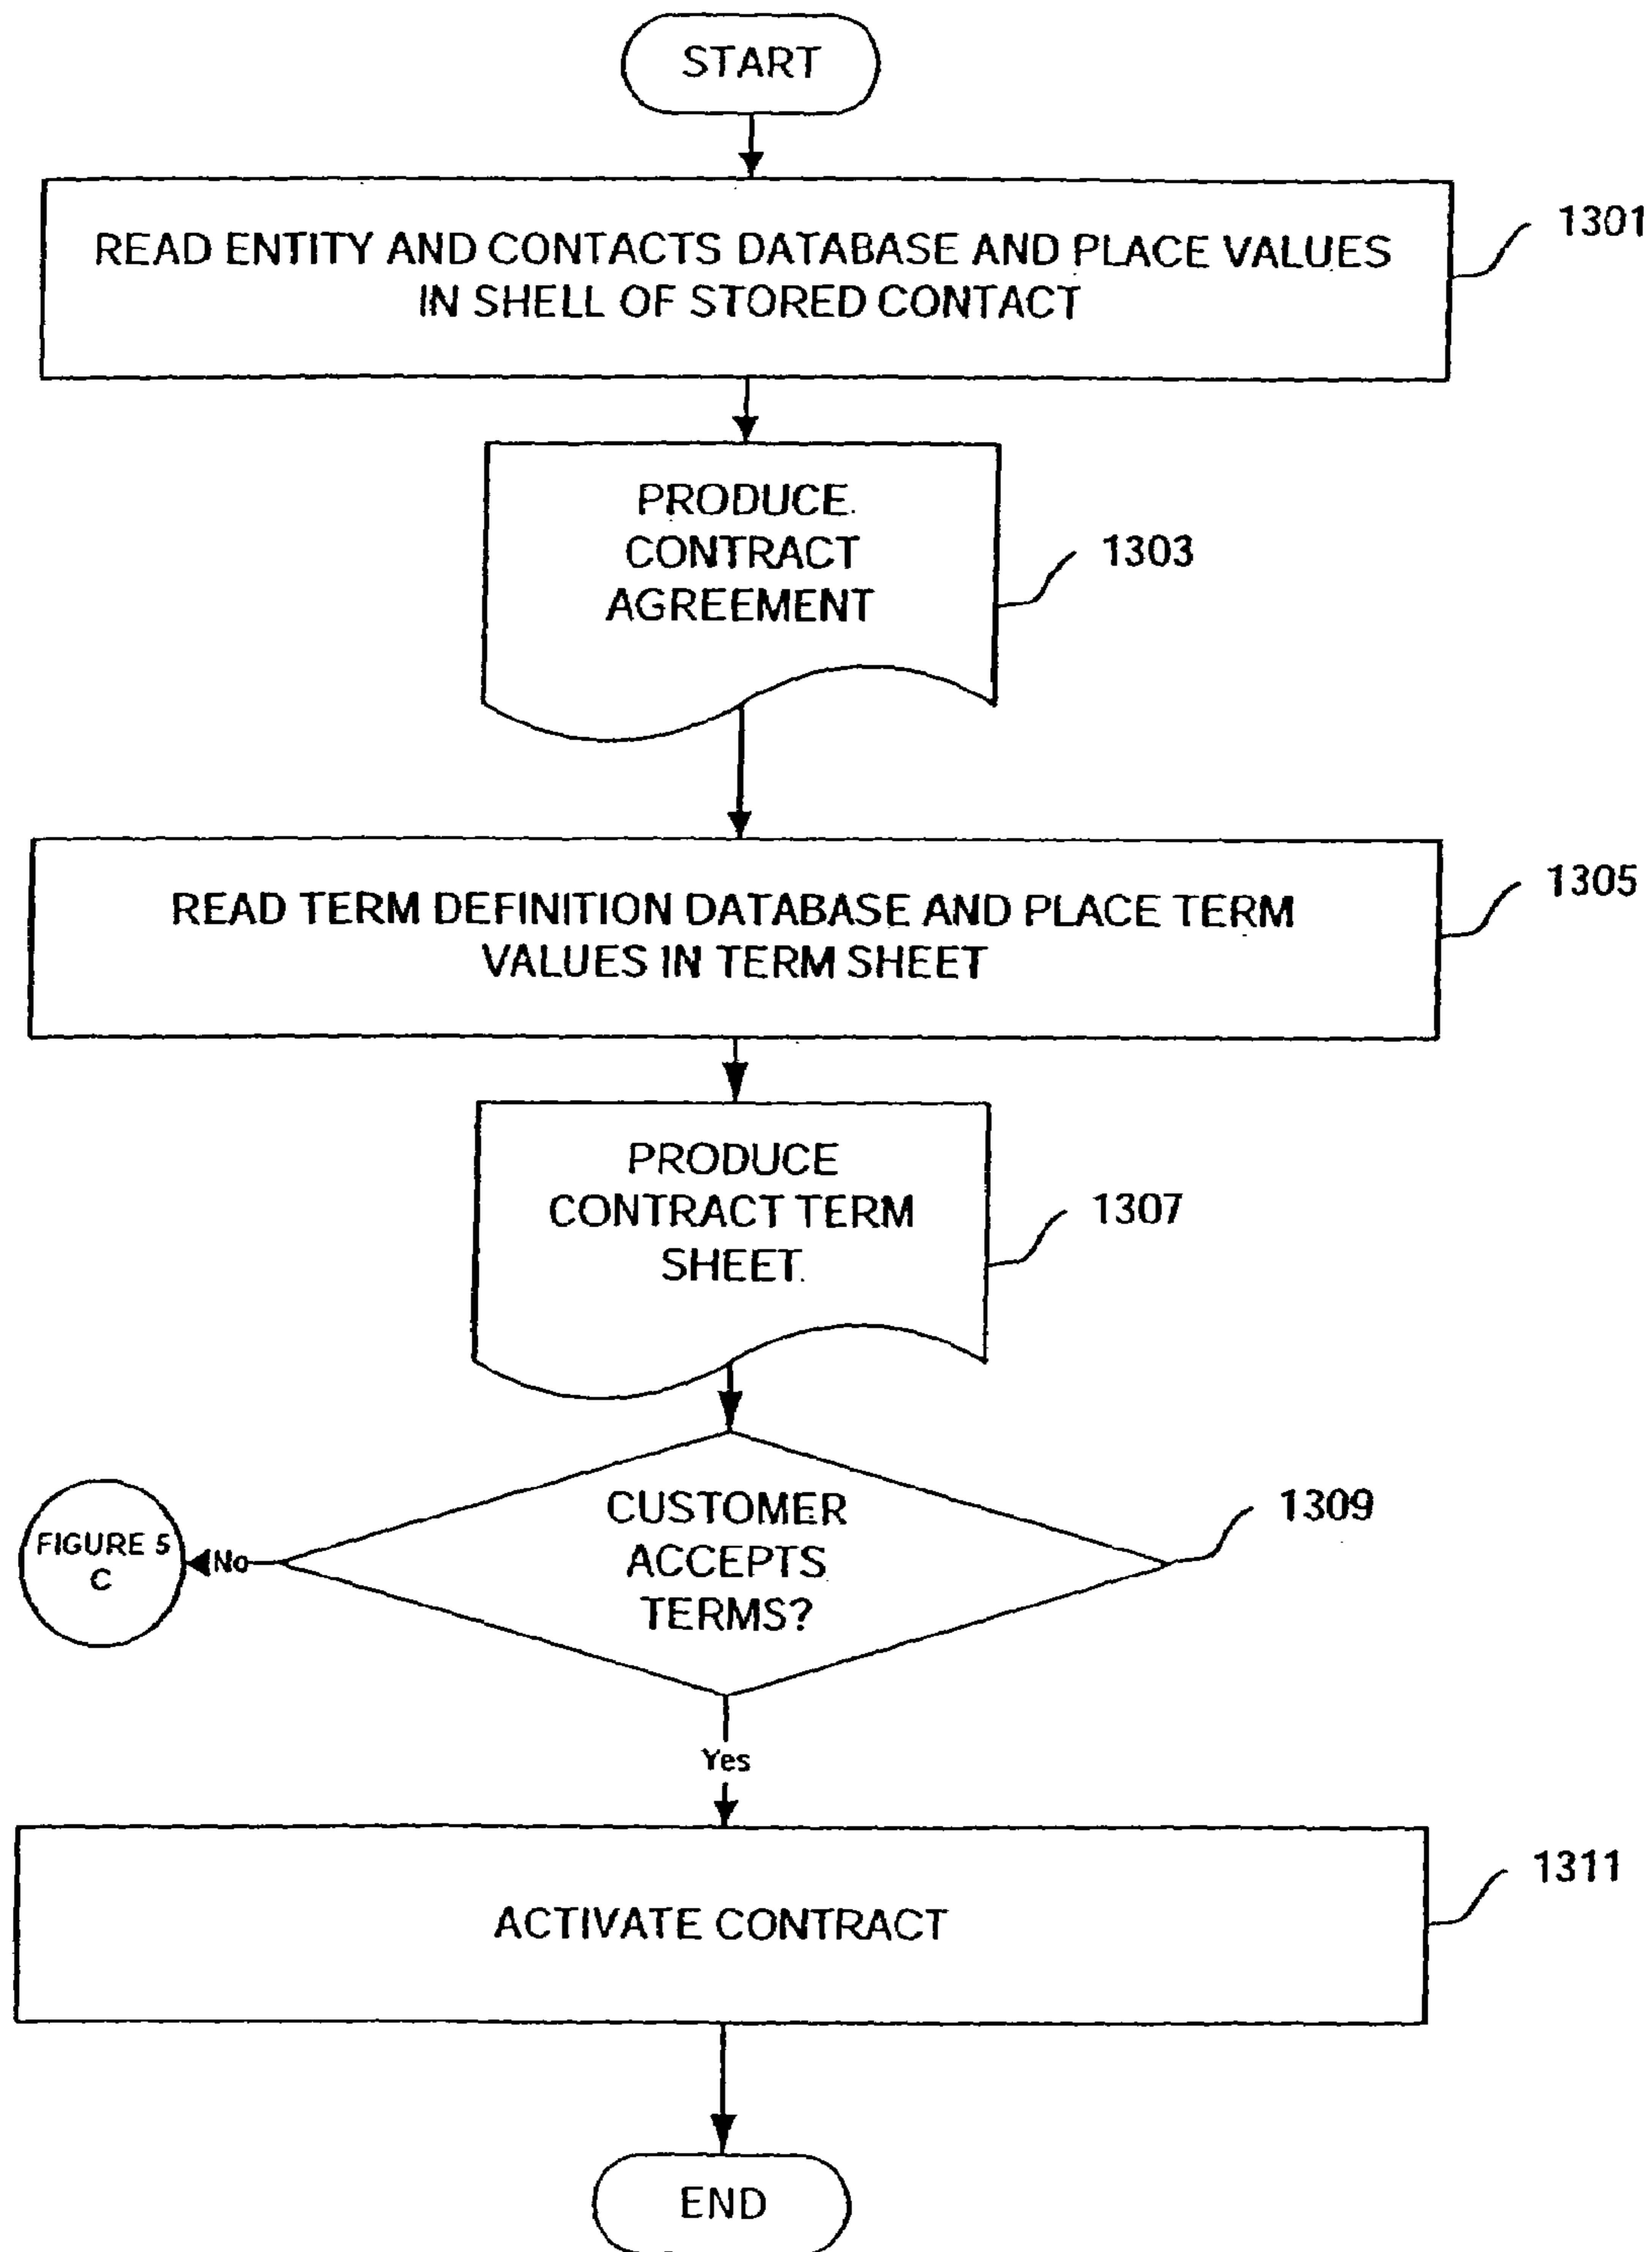 START
READ ENTITY AND CONTACTS DATABASE AND PLACE VALUES
IN SHELL OF STORED CONTACT
1301
PRODUCE
CONTRACT
AGREEMENT
1303
READ TERM DEFINITION DATABASE AND PLACE TERM
VALUES IN TERM SHEET
1305
PRODUCE
CONTRACT TERM
SHEET
1307
CUSTOMER
ACCEPTS
TERMS?
1309
No
FIGURE 5
C
Yes
ACTIVATE CONTRACT
1311
END